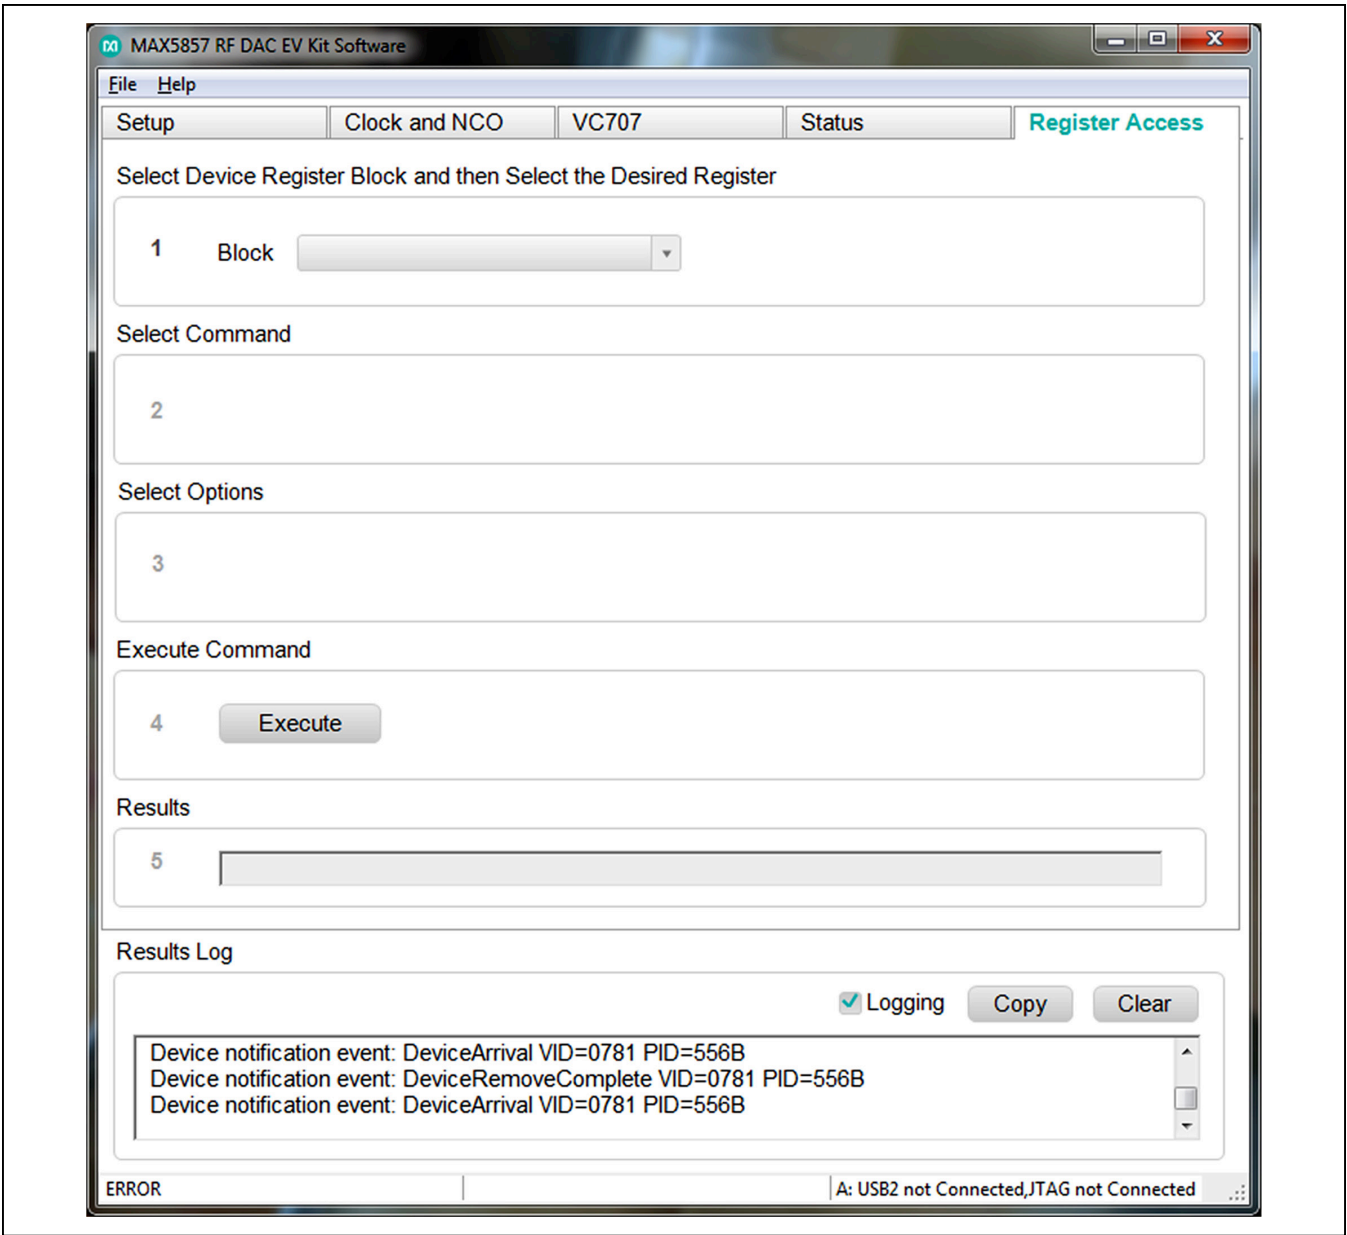 MAX5857 RF DAC EV Kit Software
File Help
Setup Clock and NCO VC707 Status Register Access
Select Device Register Block and then Select the Desired Register
1 Block
Select Command
2
Select Options
3
Execute Command
4 Execute
Results
5
Results Log
Logging Copy Clear
Device notification event: DeviceArrival VID=0781 PID=556B
Device notification event: DeviceRemoveComplete VID=0781 PID=556B
Device notification event: DeviceArrival VID=0781 PID=556B
ERROR A: USB2 not Connected,JTAG not Connected